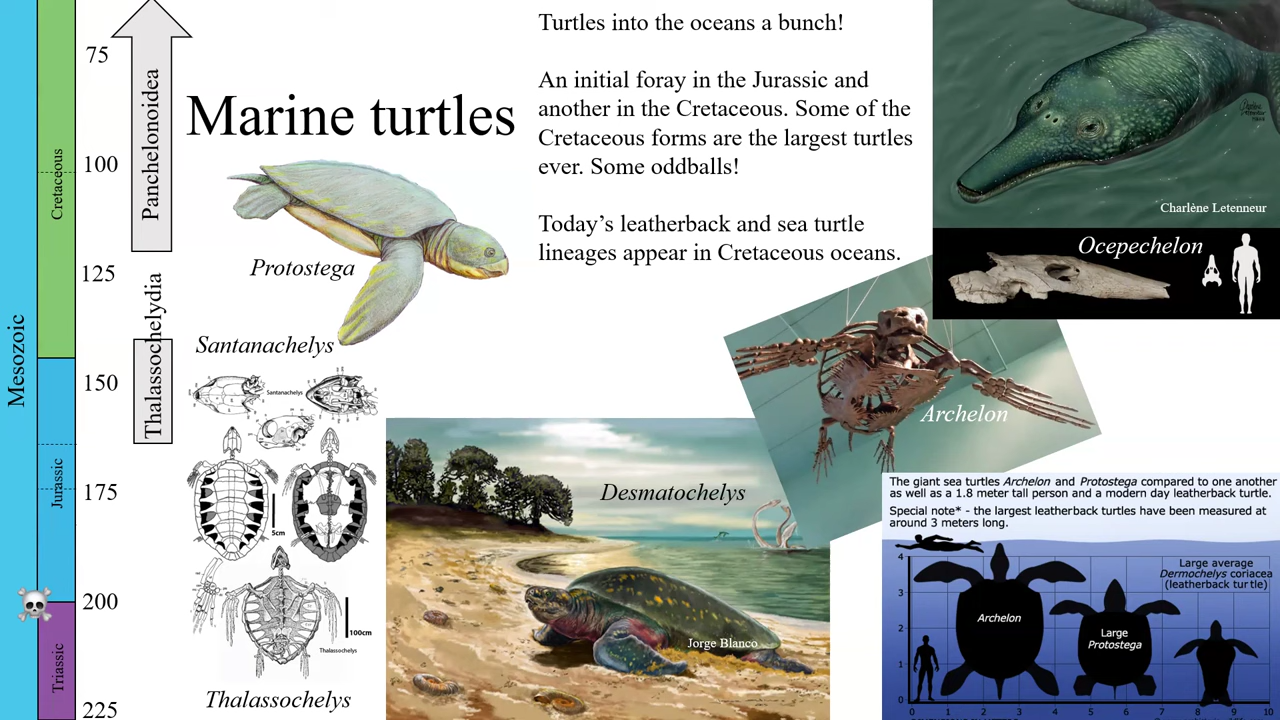 Mesozoic
Cretaceous
Jurassic
Triassic
75
100
125
150
175
200
225
Panchelonoidea
Thalassochelydia
Marine turtles
Protostega
Santanachelys
Santanachelys
5cm
100cm
Thalassochelys
Thalassochelys
Turtles into the oceans a bunch!
An initial foray in the Jurassic and
another in the Cretaceous. Some of the
Cretaceous forms are the largest turtles
ever. Some oddballs!
Today’s leatherback and sea turtle
lineages appear in Cretaceous oceans.
Charlène Letenneur
Ocepechelon
Archelon
Desmatochelys
Jorge Blanco
The giant sea turtles Archelon and Protostega compared to one another
as well as a 1.8 meter tall person and a modern day leatherback turtle.
Special note* - the largest leatherback turtles have been measured at
around 3 meters long.
Large average
Dermochelys coriacea
(leatherback turtle)
Archelon
Large
Protostega
4
3
2
1
0
0 1 2 3 4 5 6 7 8 9 10